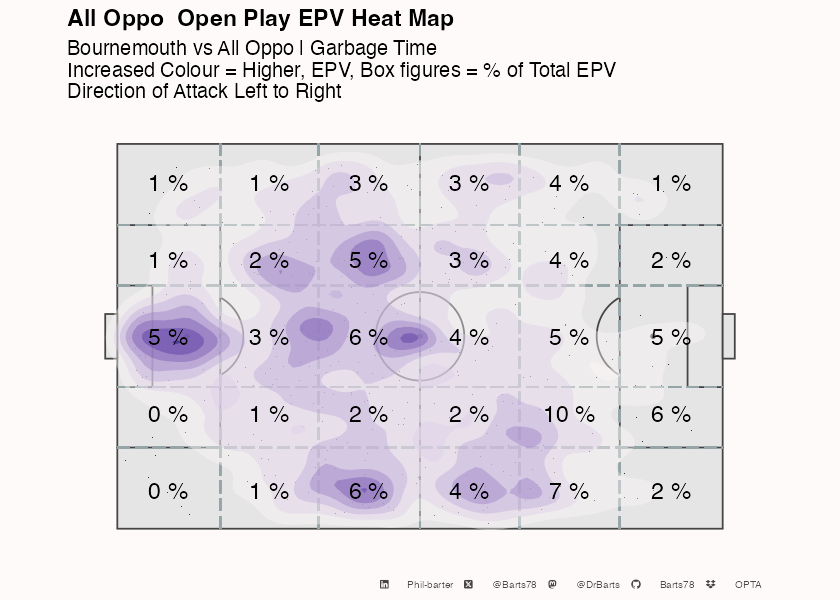 All Oppo  Open Play EPV Heat Map
Bournemouth vs All Oppo | Garbage Time
Increased Colour = Higher, EPV, Box figures = % of Total EPV
Direction of Attack Left to Right
1 % 1 % 3 % 3 % 4 % 1 %
1 % 2 % 5 % 3 % 4 % 2 %
5 % 3 % 6 % 4 % 5 % 5 %
0 % 1 % 2 % 2 % 10 % 6 %
0 % 1 % 6 % 4 % 7 % 2 %
Phil-barter @Barts78 @DrBarts Barts78 OPTA